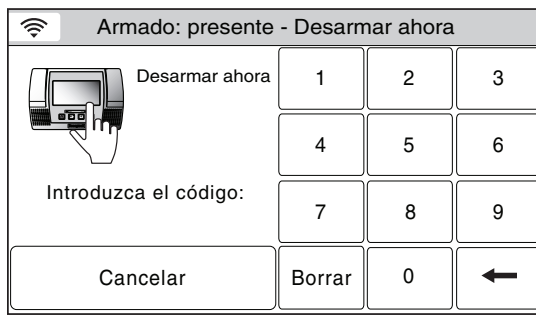 Armado: presente - Desarmar ahora
Desarmar ahora
1 2 3
4 5 6
Introduzca el código:
7 8 9
Cancelar Borrar 0